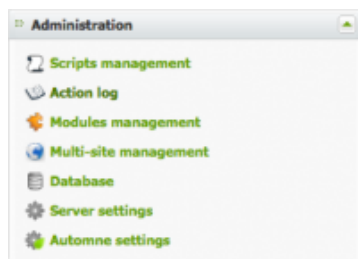 Administration
Scripts management
Action log
Modules management
Multi-site management
Database
Server settings
Automne settings